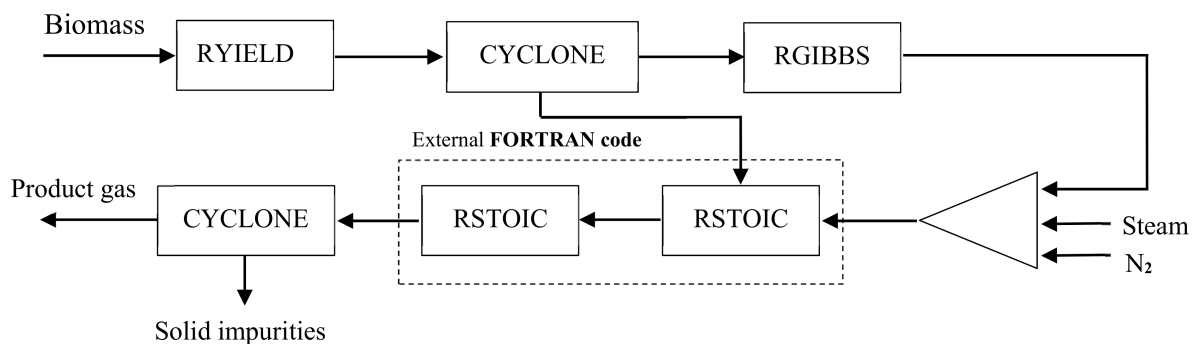 Biomass
RYIELD
CYCLONE
RGIBBS
External FORTRAN code
Product gas
CYCLONE
RSTOIC
RSTOIC
Steam
N₂
Solid impurities